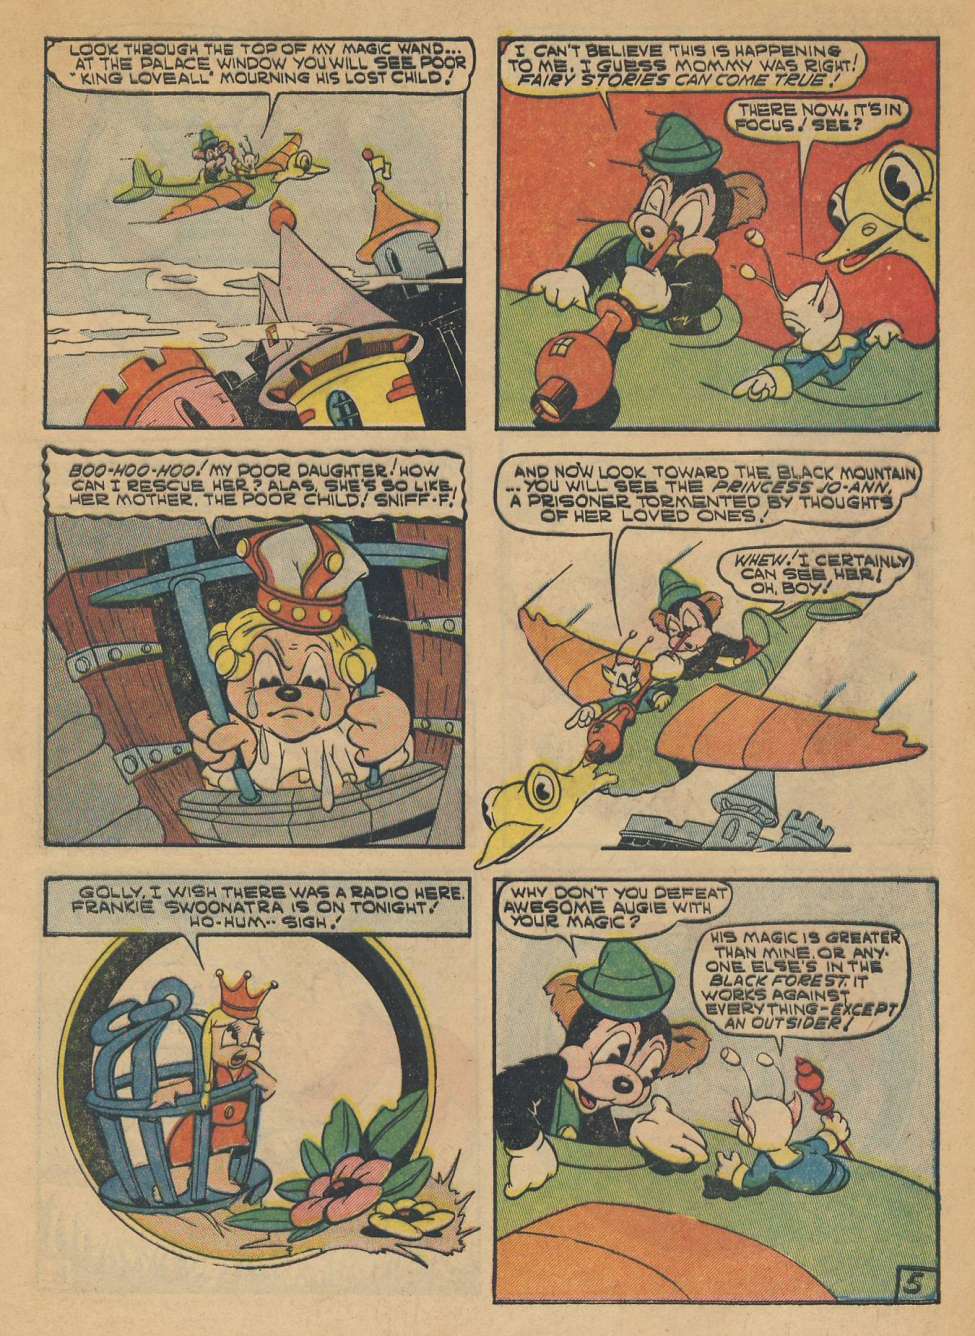 LOOK THROUGH THE TOP OF MY MAGIC WAND...
AT THE PALACE WINDOW YOU WILL SEE POOR
"KING LOVEALL" MOURNING HIS LOST CHILD!
I CAN'T BELIEVE THIS IS HAPPENING
TO ME. I GUESS MOMMY WAS RIGHT!
FAIRY STORIES CAN COME TRUE!
THERE NOW, IT'S IN
FOCUS! SEE?
BOO-HOO-HOO! MY POOR DAUGHTER! HOW
CAN I RESCUE HER? ALAS, SHE'S SO LIKE
HER MOTHER, THE POOR CHILD! SNIFF-F!
AND NOW LOOK TOWARD THE BLACK MOUNTAIN
...YOU WILL SEE THE PRINCESS JO-ANN,
A PRISONER TORMENTED BY THOUGHTS
OF HER LOVED ONES!
WHEW! I CERTAINLY
CAN SEE HER!
OH, BOY!
GOLLY, I WISH THERE WAS A RADIO HERE.
FRANKIE SWOONATRA IS ON TONIGHT!
HO-HUM-- SIGH!
WHY DON'T YOU DEFEAT
AWESOME AUGIE WITH
YOUR MAGIC?
HIS MAGIC IS GREATER
THAN MINE, OR ANY-
ONE ELSE'S IN THE
BLACK FOREST. IT
WORKS AGAINST
EVERYTHING-EXCEPT
AN OUTSIDER!
5